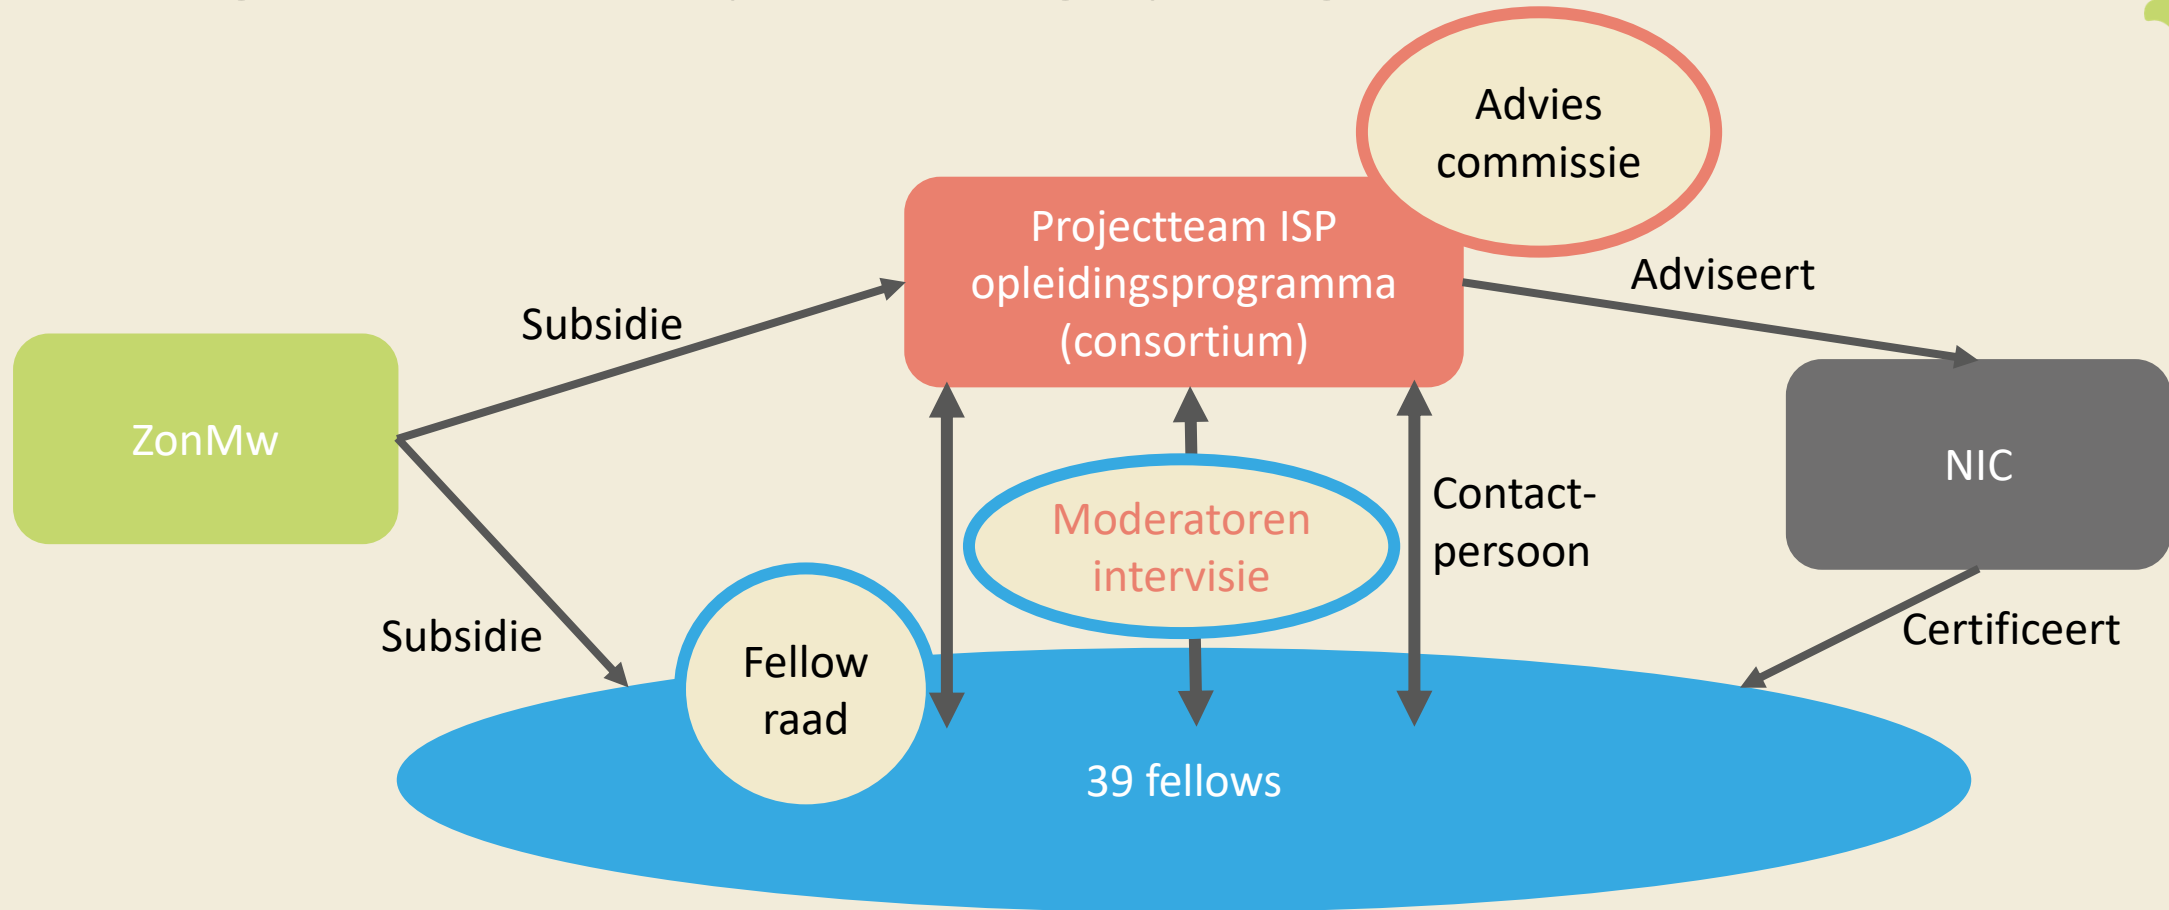 Advies
commissie
Projectteam ISP
opleidingsprogramma
(consortium)
Adviseert
Subsidie
ZonMw
NIC
Contact-
persoon
Moderatoren
intervisie
Subsidie
Fellow
raad
Certificeert
39 fellows